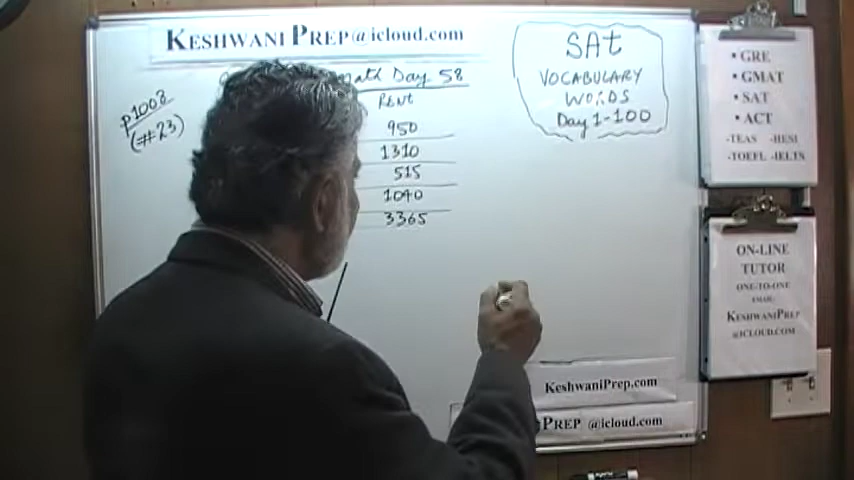 KESHWANI PREP@icloud.com
math Day 58
p1008
(#23)
RENT
950
1310
515
1040
3365
SAt
VOCABULARY
WORDS
Day 1-100
• GRE
• GMAT
• SAT
• ACT
-TEAS -HESI
-TOEFL -IELTS
ON-LINE
TUTOR
ONE-TO-ONE
EMAIL:
KESHWANIPREP
@ICLOUD.COM
KESHWANIPREP.com
PREP @icloud.com